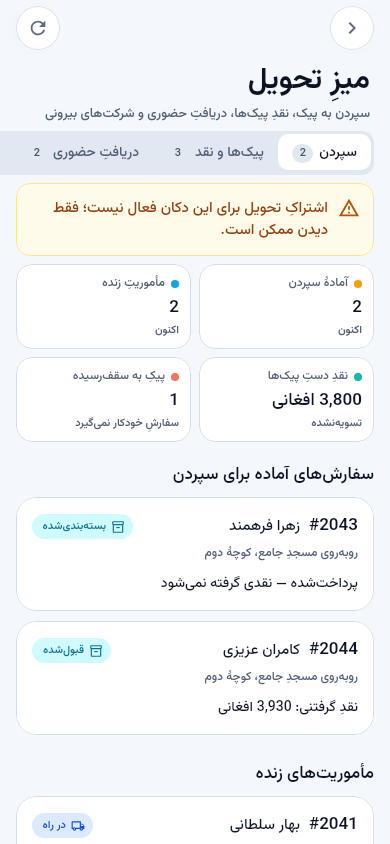 میزِ تحویل
سپردن به پیک، نقدِ پیک‌ها، دریافتِ حضوری و شرکت‌های بیرونی
سپردن 2 پیک‌ها و نقد 3 دریافتِ حضوری 2
اشتراکِ تحویل برای این دکان فعال نیست؛ فقط
دیدن ممکن است.
آمادهٔ سپردن
2
اکنون
مأموریتِ زنده
2
اکنون
نقدِ دستِ پیک‌ها
3,800 افغانی
تسویه‌نشده
پیکِ به سقف‌رسیده
1
سفارشِ خودکار نمی‌گیرد
سفارش‌های آماده برای سپردن
#2043 زهرا فرهمند بسته‌بندی‌شده
روبه‌روی مسجدِ جامع، کوچهٔ دوم
پرداخت‌شده — نقدی گرفته نمی‌شود
#2044 کامران عزیزی قبول‌شده
روبه‌روی مسجدِ جامع، کوچهٔ دوم
نقدِ گرفتنی: 3,930 افغانی
مأموریت‌های زنده
#2041 بهار سلطانی در راه